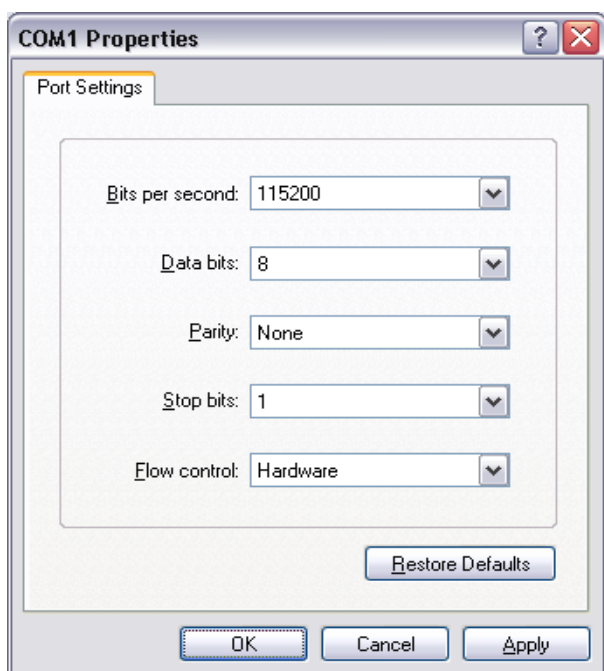 COM1 Properties
Port Settings
Bits per second: 115200
Data bits: 8
Parity: None
Stop bits: 1
Flow control: Hardware
Restore Defaults
OK Cancel Apply